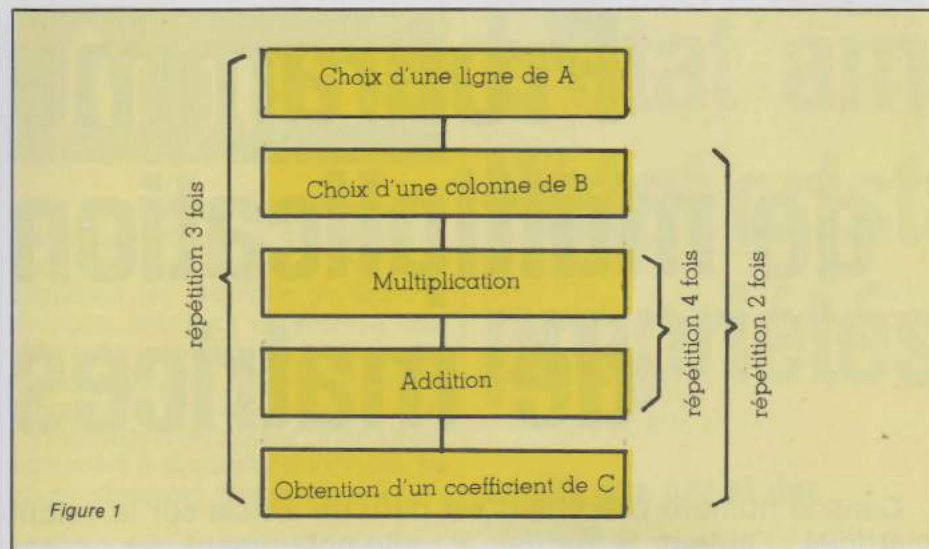 Choix d'une ligne de A
Choix d'une colonne de B
Multiplication
Addition
Obtention d'un coefficient de C
répétition 3 fois
répétition 4 fois
répétition 2 fois
Figure 1